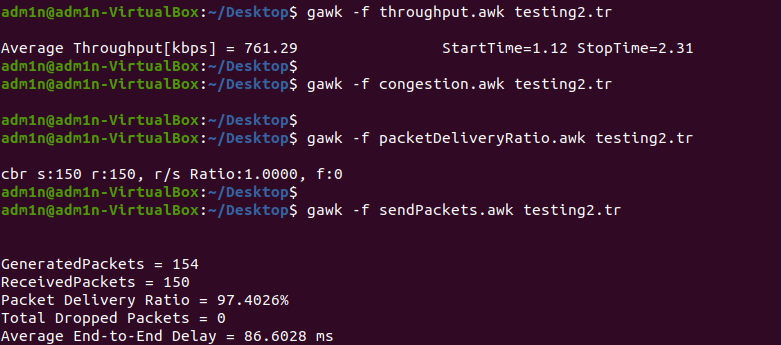 adm1n@adm1n-VirtualBox:~/Desktop$ gawk -f throughput.awk testing2.tr
Average Throughput[kbps] = 761.29                StartTime=1.12 StopTime=2.31
adm1n@adm1n-VirtualBox:~/Desktop$
adm1n@adm1n-VirtualBox:~/Desktop$ gawk -f congestion.awk testing2.tr
adm1n@adm1n-VirtualBox:~/Desktop$
adm1n@adm1n-VirtualBox:~/Desktop$ gawk -f packetDeliveryRatio.awk testing2.tr
cbr s:150 r:150, r/s Ratio:1.0000, f:0
adm1n@adm1n-VirtualBox:~/Desktop$
adm1n@adm1n-VirtualBox:~/Desktop$ gawk -f sendPackets.awk testing2.tr
GeneratedPackets = 154
ReceivedPackets = 150
Packet Delivery Ratio = 97.4026%
Total Dropped Packets = 0
Average End-to-End Delay = 86.6028 ms